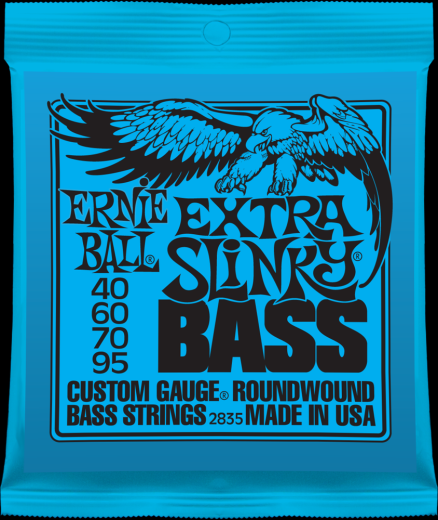 ERNIE
BALL®
EXTRA
SLINKY®
BASS
40
60
70
95
CUSTOM GAUGE® ROUNDWOUND
BASS STRINGS 2835 MADE IN USA